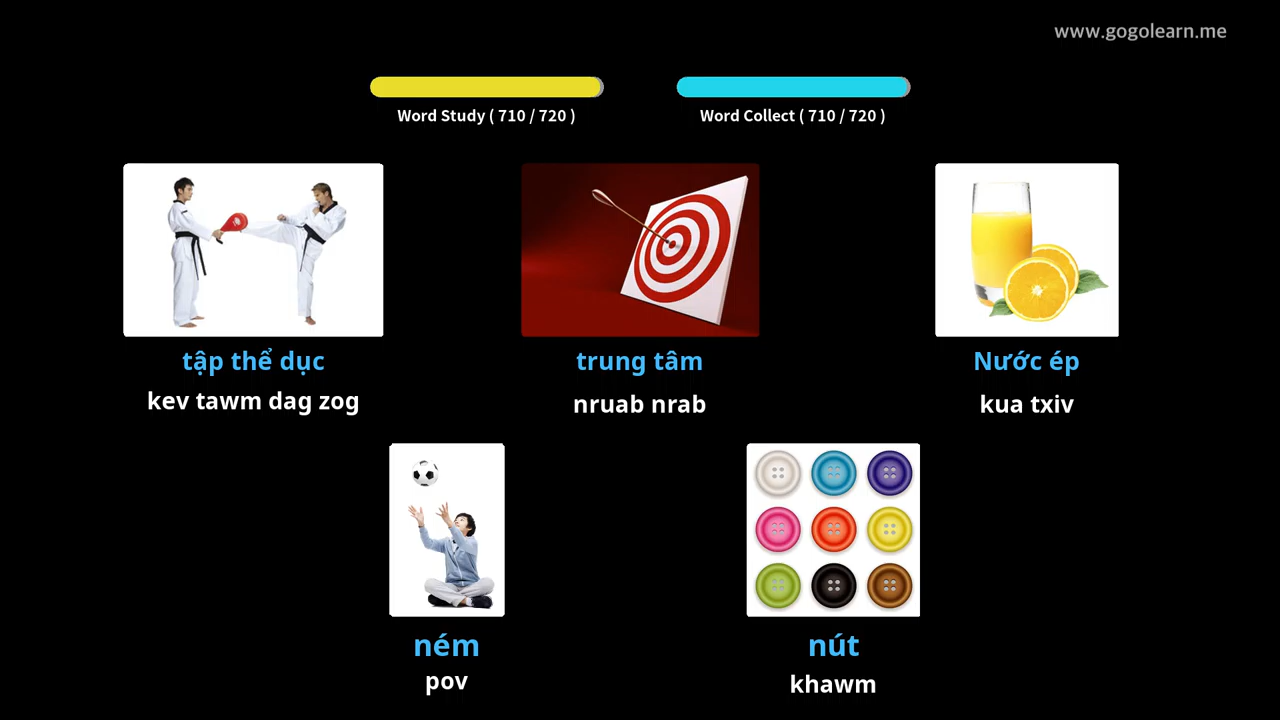 www.gogolearn.me
Word Study ( 710 / 720 )
Word Collect ( 710 / 720 )
tập thể dục
kev tawm dag zog
trung tâm
nruab nrab
Nước ép
kua txiv
ném
pov
nút
khawm